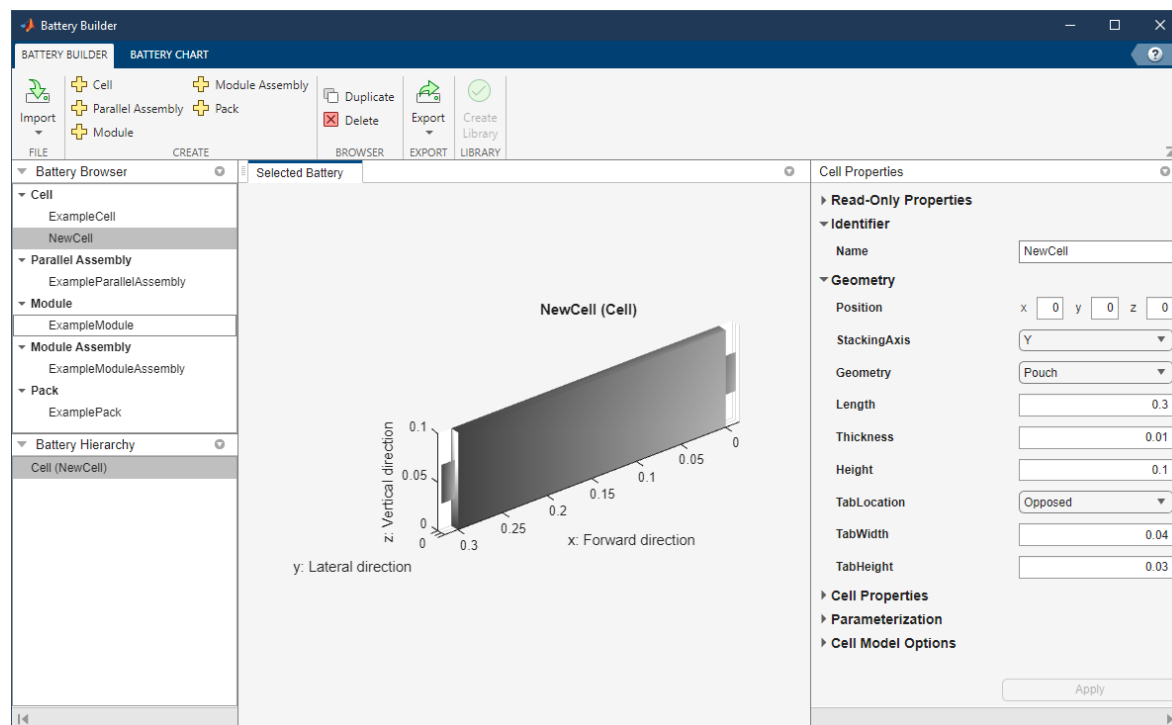 Battery Builder
BATTERY BUILDER BATTERY CHART
?
Import
Cell
Parallel Assembly
Module
Module Assembly
Pack
Duplicate
Delete
Export
Create
Library
FILE CREATE BROWSER EXPORT LIBRARY
Battery Browser
Cell
ExampleCell
NewCell
Parallel Assembly
ExampleParallelAssembly
Module
ExampleModule
Module Assembly
ExampleModuleAssembly
Pack
ExamplePack
Battery Hierarchy
Cell (NewCell)
Selected Battery
NewCell (Cell)
z: Vertical direction
0.1
0.05
0
0
0.3
0.25
0.2
0.15
0.1
0.05
0
x: Forward direction
y: Lateral direction
Cell Properties
Read-Only Properties
Identifier
Name NewCell
Geometry
Position x 0 y 0 z 0
StackingAxis Y
Geometry Pouch
Length 0.3
Thickness 0.01
Height 0.1
TabLocation Opposed
TabWidth 0.04
TabHeight 0.03
Cell Properties
Parameterization
Cell Model Options
Apply